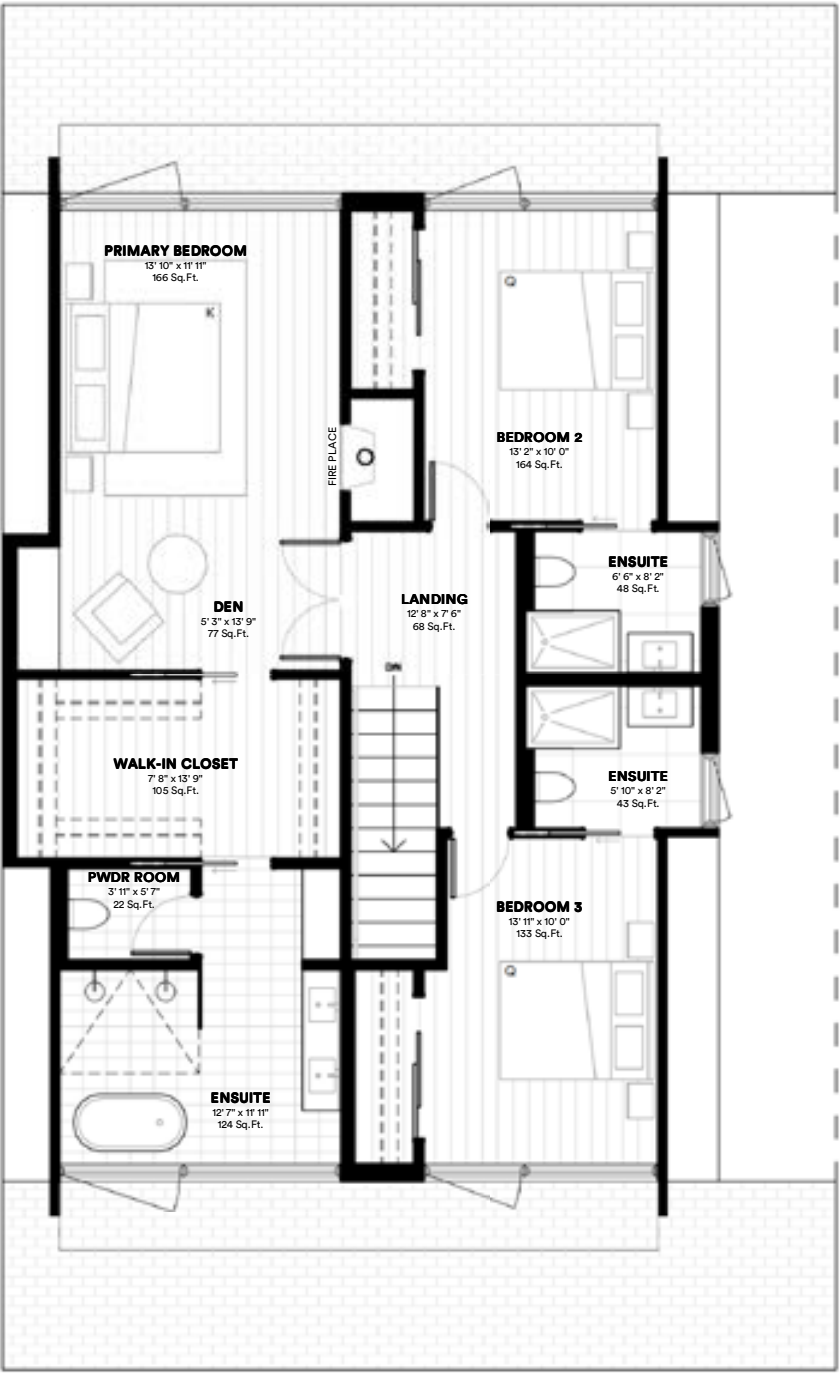 PRIMARY BEDROOM
13' 10" x 11' 11"
166 Sq.Ft.
K
Q
BEDROOM 2
13' 2" x 10' 0"
164 Sq.Ft.
FIRE PLACE
ENSUITE
6' 6" x 8' 2"
48 Sq.Ft.
DEN
5' 3" x 13' 9"
77 Sq.Ft.
LANDING
12' 8" x 7' 6"
68 Sq.Ft.
DN
WALK-IN CLOSET
7' 8" x 13' 9"
105 Sq.Ft.
ENSUITE
5' 10" x 8' 2"
43 Sq.Ft.
PWDR ROOM
3' 11" x 5' 7"
22 Sq.Ft.
BEDROOM 3
13' 11" x 10' 0"
133 Sq.Ft.
Q
ENSUITE
12' 7" x 11' 11"
124 Sq.Ft.